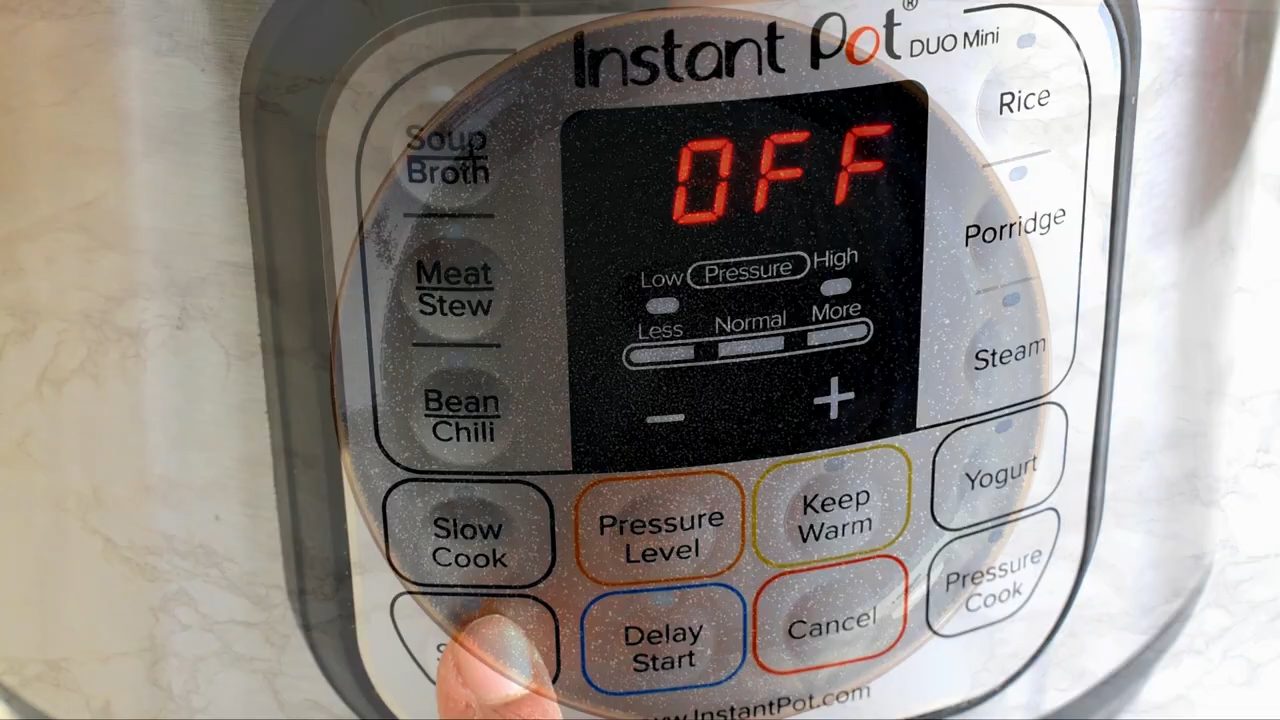 Instant Pot® DUO Mini
OFF
Low Pressure High
Less Normal More
− +
Soup
Broth
Meat
Stew
Bean
Chili
Rice
Porridge
Steam
Slow
Cook
Pressure
Level
Keep
Warm
Yogurt
Delay
Start
Cancel
Pressure
Cook
www.InstantPot.com